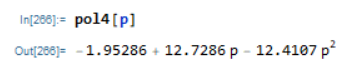 In[266]:= pol4[p]
Out[266]= -1.95286 + 12.7286 p - 12.4107 p²